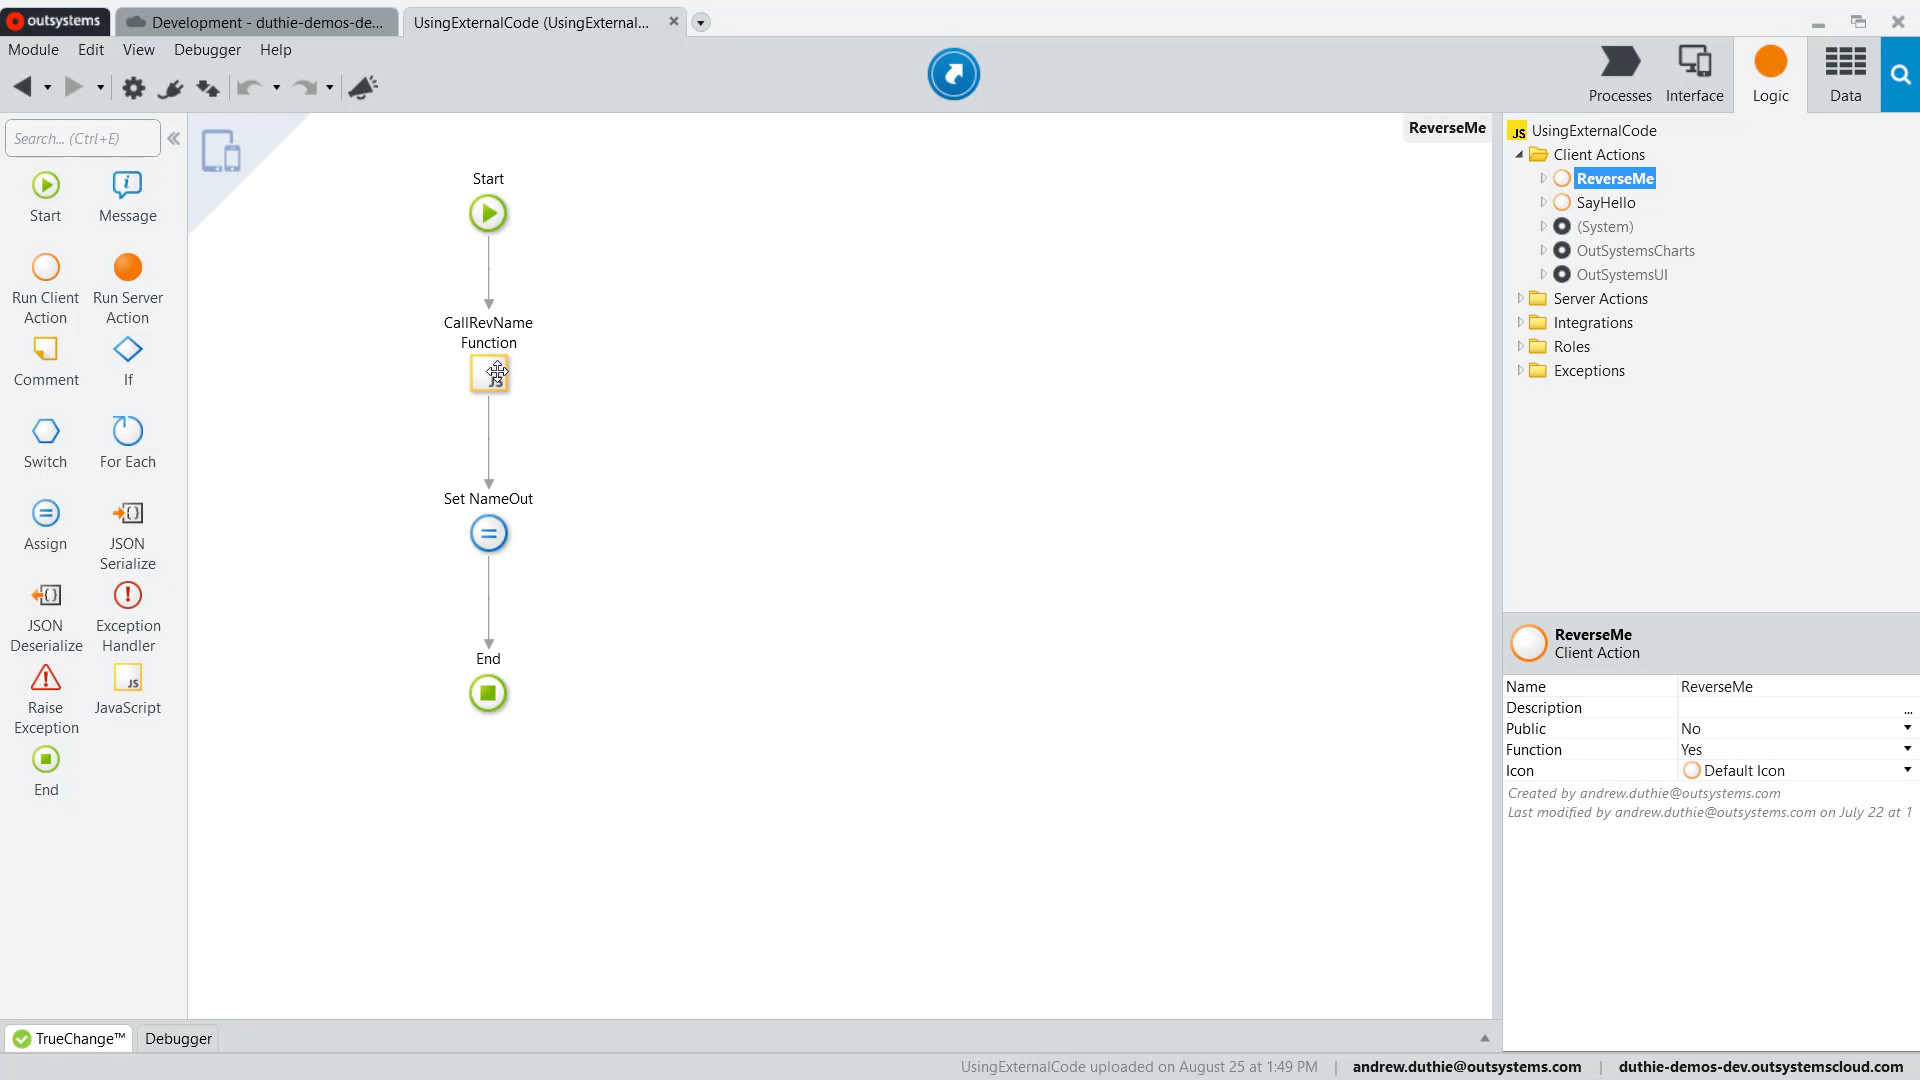 outsystems
Development - duthie-demos-de...
UsingExternalCode (UsingExternal...
Module Edit View Debugger Help
Processes
Interface
Logic
Data
Search... (Ctrl+E)
Start
Message
Run Client
Action
Run Server
Action
Comment
If
Switch
For Each
Assign
JSON
Serialize
JSON
Deserialize
Exception
Handler
Raise
Exception
JS
JavaScript
End
ReverseMe
Start
CallRevName
Function
JS
Set NameOut
End
JS UsingExternalCode
Client Actions
ReverseMe
SayHello
(System)
OutSystemsCharts
OutSystemsUI
Server Actions
Integrations
Roles
Exceptions
ReverseMe
Client Action
Name ReverseMe
Description ...
Public No
Function Yes
Icon Default Icon
Created by andrew.duthie@outsystems.com
Last modified by andrew.duthie@outsystems.com on July 22 at 1
TrueChange™ Debugger
UsingExternalCode uploaded on August 25 at 1:49 PM | andrew.duthie@outsystems.com | duthie-demos-dev.outsystemscloud.com